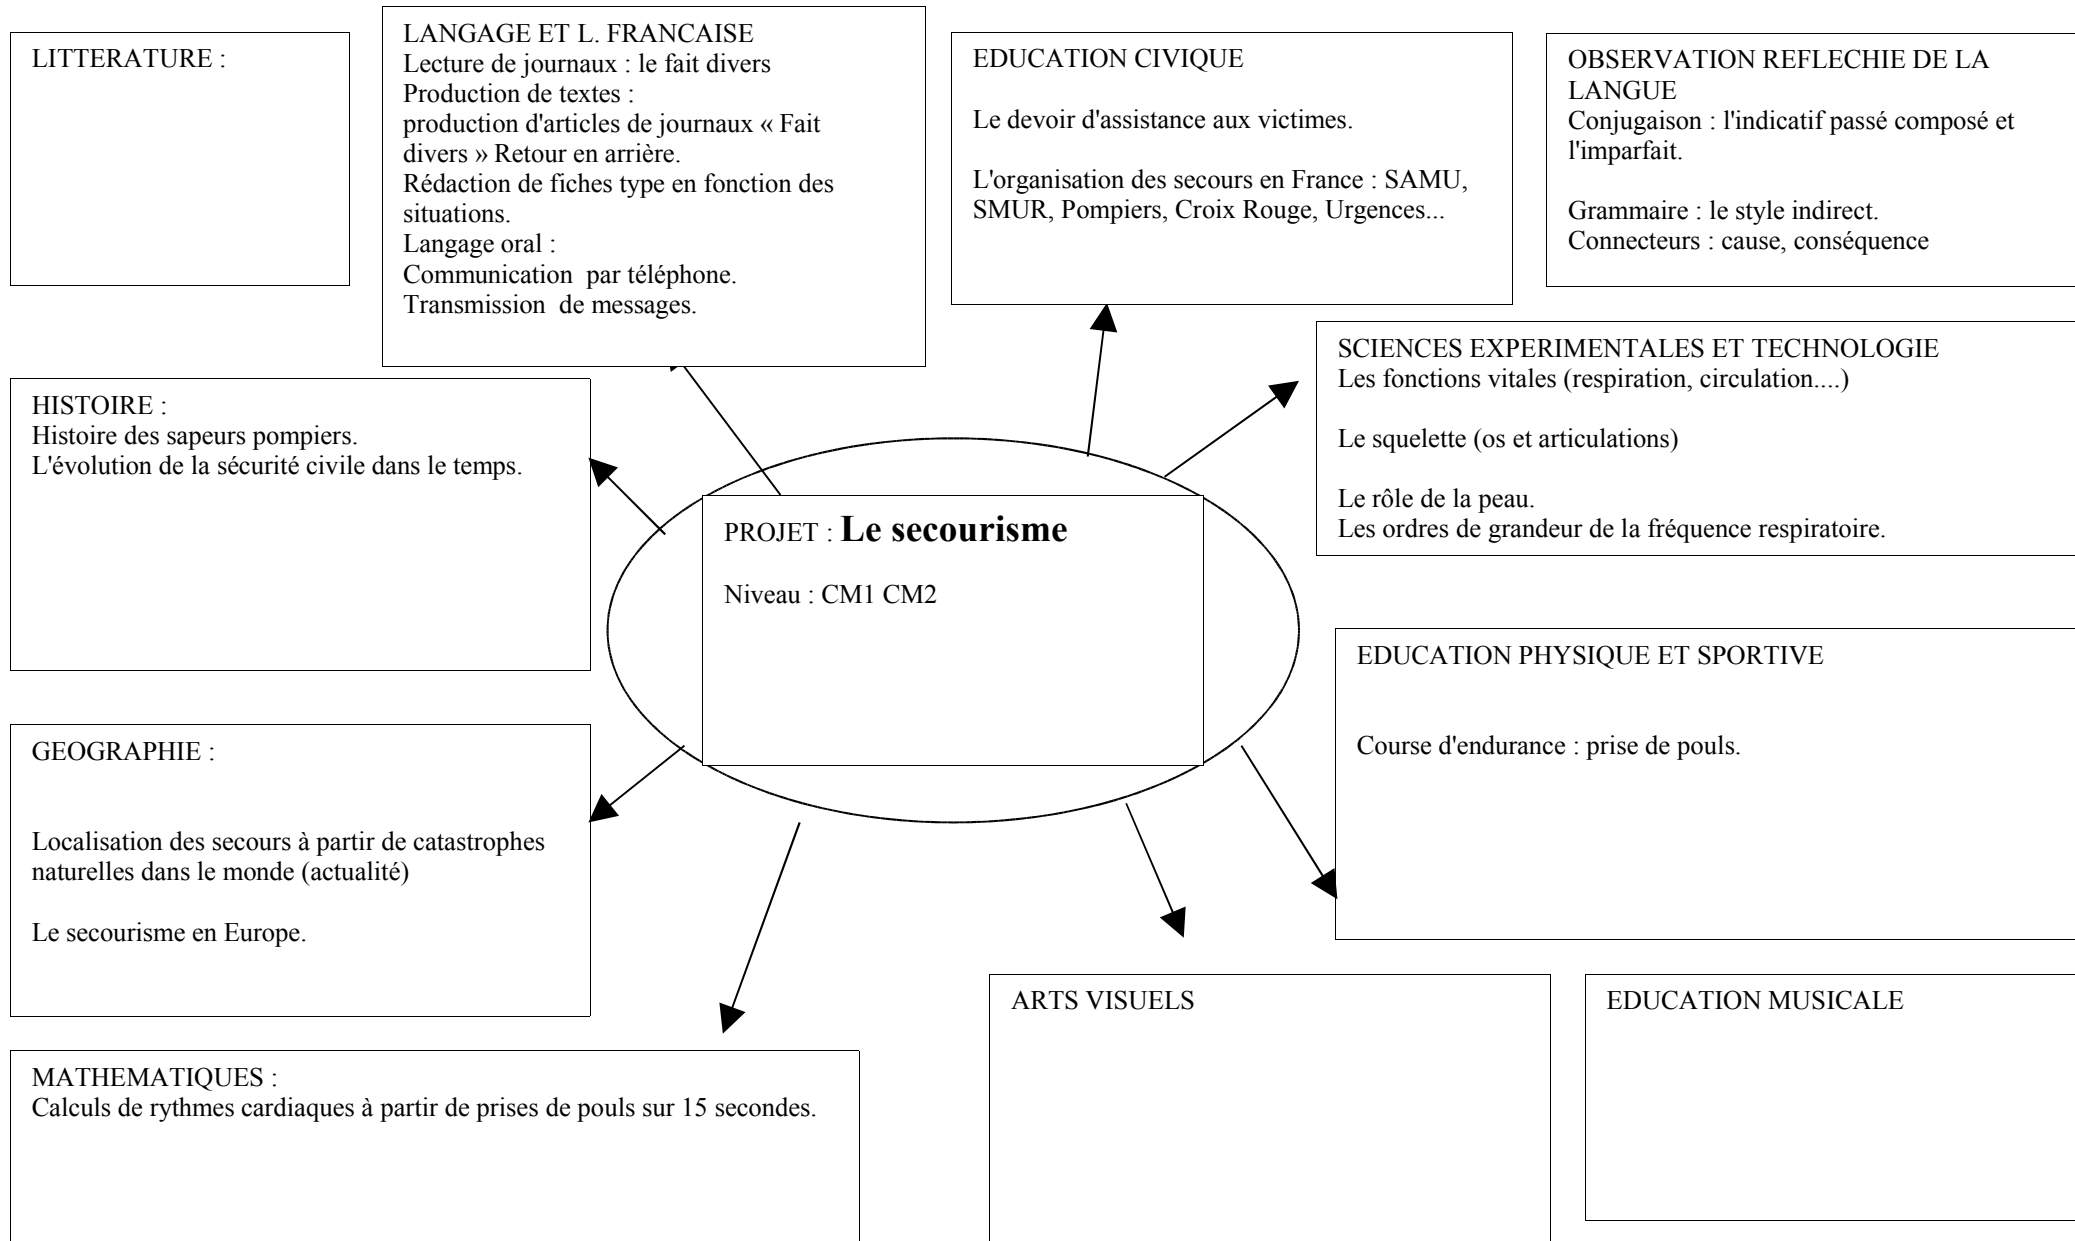 LITTERATURE :
LANGAGE ET L. FRANCAISE
Lecture de journaux : le fait divers
Production de textes :
production d'articles de journaux « Fait
divers » Retour en arrière.
Rédaction de fiches type en fonction des
situations.
Langage oral :
Communication  par téléphone.
Transmission  de messages.
EDUCATION CIVIQUE
Le devoir d'assistance aux victimes.
L'organisation des secours en France : SAMU,
SMUR, Pompiers, Croix Rouge, Urgences...
OBSERVATION REFLECHIE DE LA
LANGUE
Conjugaison : l'indicatif passé composé et
l'imparfait.
Grammaire : le style indirect.
Connecteurs : cause, conséquence
HISTOIRE :
Histoire des sapeurs pompiers.
L'évolution de la sécurité civile dans le temps.
SCIENCES EXPERIMENTALES ET TECHNOLOGIE
Les fonctions vitales (respiration, circulation....)
Le squelette (os et articulations)
Le rôle de la peau.
Les ordres de grandeur de la fréquence respiratoire.
PROJET : Le secourisme
Niveau : CM1 CM2
EDUCATION PHYSIQUE ET SPORTIVE
Course d'endurance : prise de pouls.
GEOGRAPHIE :
Localisation des secours à partir de catastrophes
naturelles dans le monde (actualité)
Le secourisme en Europe.
MATHEMATIQUES :
Calculs de rythmes cardiaques à partir de prises de pouls sur 15 secondes.
ARTS VISUELS
EDUCATION MUSICALE